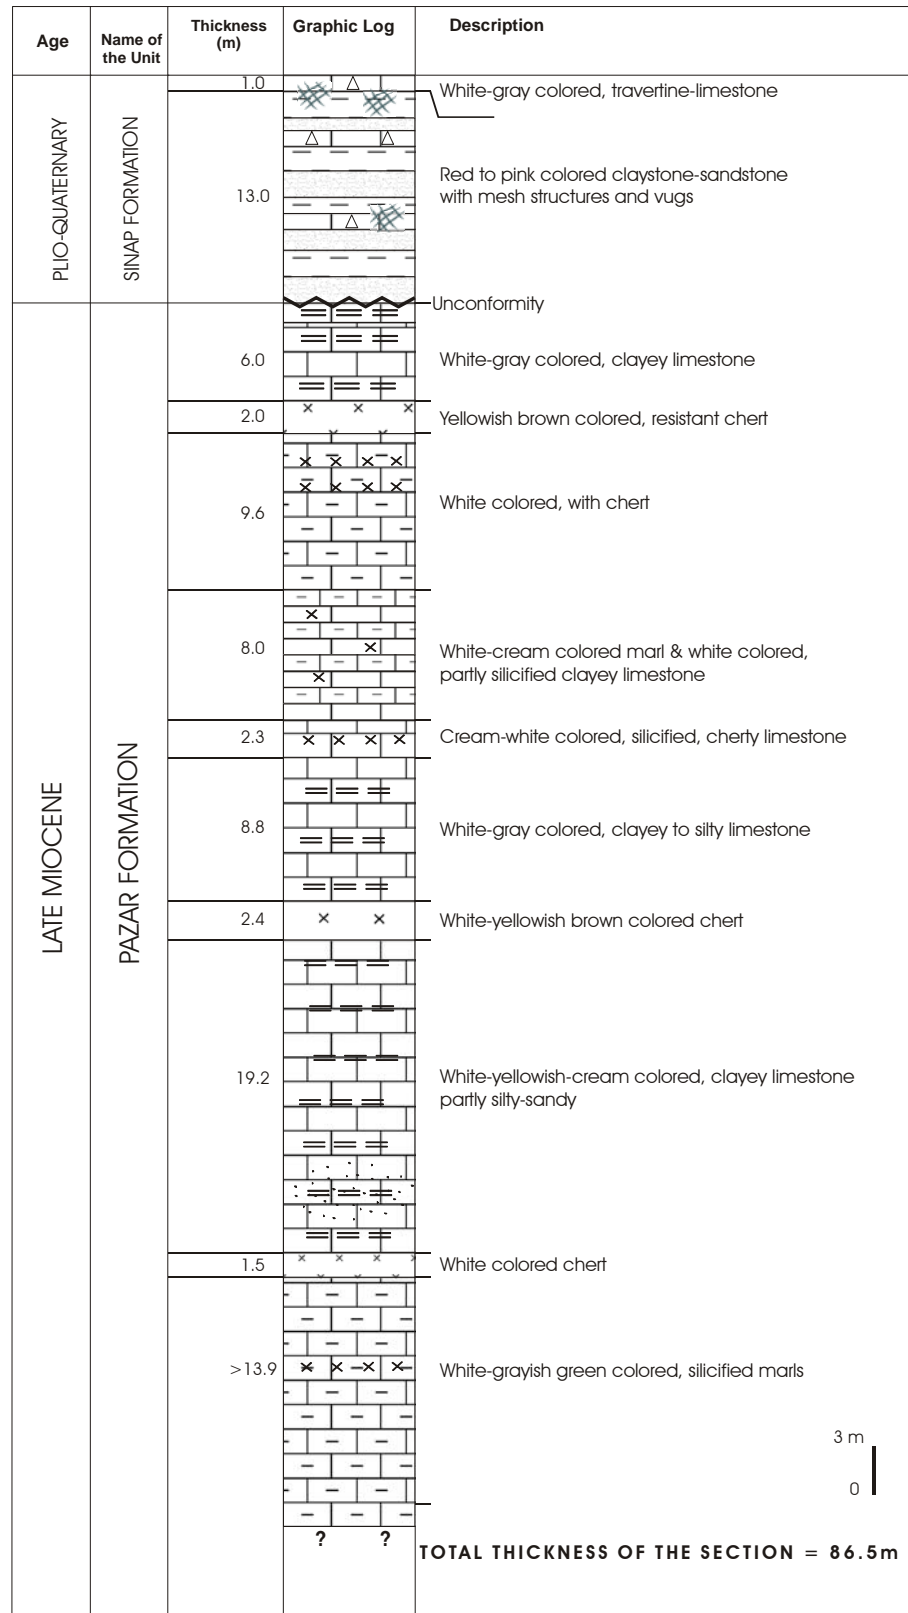 Age
Name of
the Unit
Thickness
(m)
Graphic Log
Description
PLIO-QUATERNARY
SINAP FORMATION
1.0
White-gray colored, travertine-limestone
13.0
Red to pink colored claystone-sandstone
with mesh structures and vugs
Unconformity
LATE MIOCENE
PAZAR FORMATION
6.0
White-gray colored, clayey limestone
2.0
Yellowish brown colored, resistant chert
9.6
White colored, with chert
8.0
White-cream colored marl & white colored,
partly silicified clayey limestone
2.3
Cream-white colored, silicified, cherty limestone
8.8
White-gray colored, clayey to silty limestone
2.4
White-yellowish brown colored chert
19.2
White-yellowish-cream colored, clayey limestone
partly silty-sandy
1.5
White colored chert
>13.9
White-grayish green colored, silicified marls
3 m
0
? ?
TOTAL THICKNESS OF THE SECTION = 86.5m